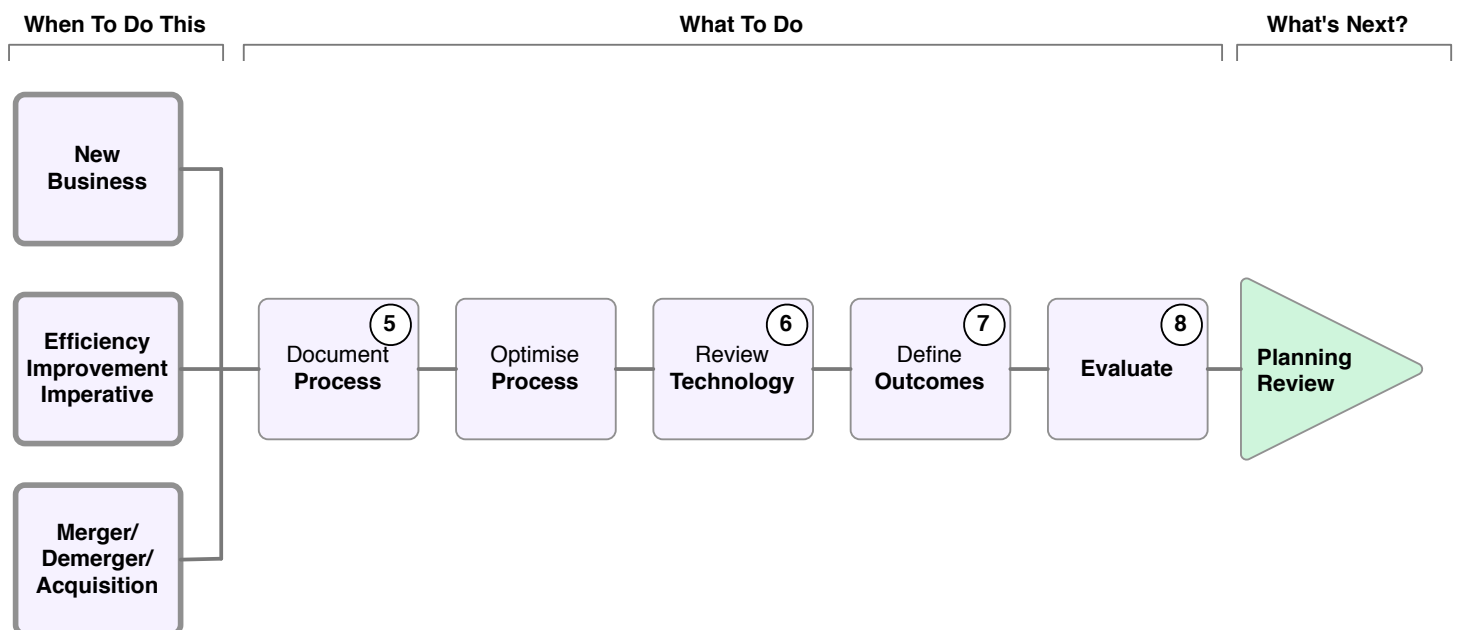 When To Do This
What To Do
What's Next?
New
Business
Efficiency
Improvement
Imperative
Merger/
Demerger/
Acquisition
5
Document
Process
Optimise
Process
6
Review
Technology
7
Define
Outcomes
8
Evaluate
Planning
Review